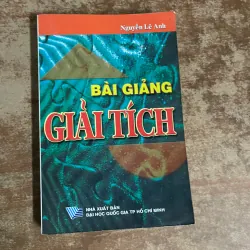 Nguyễn Lê Anh
BÀI GIẢNG
GIẢI TÍCH
NHÀ XUẤT BẢN
ĐẠI HỌC QUỐC GIA TP HỒ CHÍ MINH